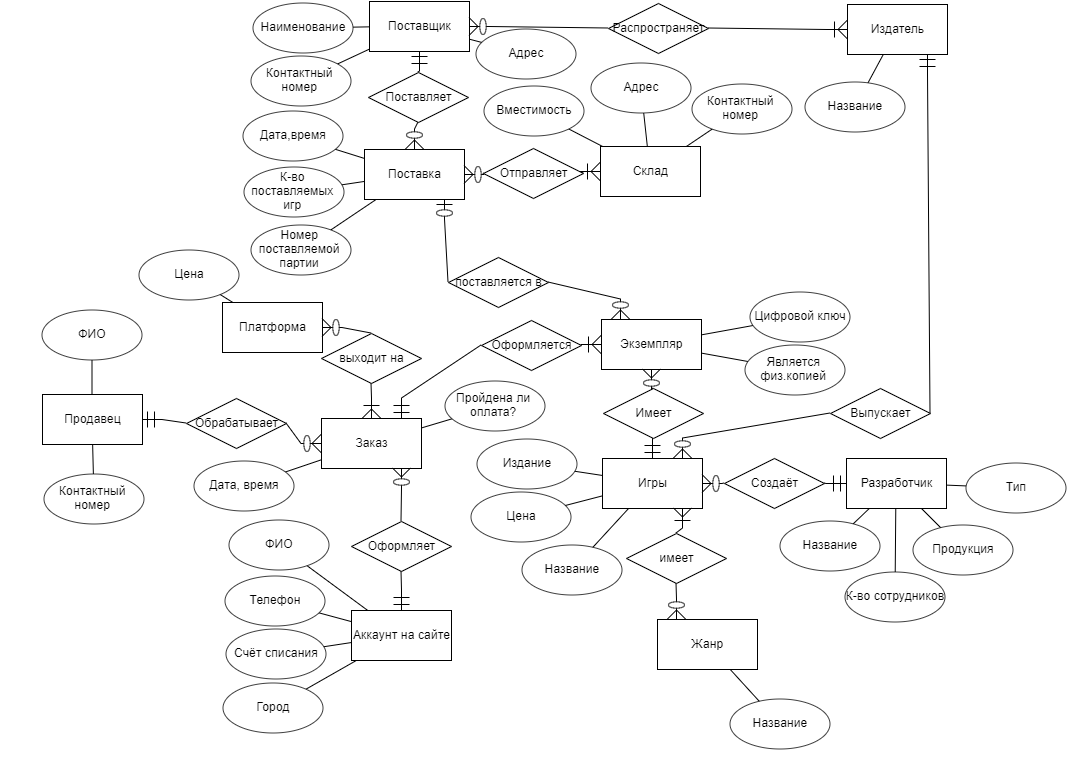 Наименование
Поставщик
Распространяет
Издатель
Адрес
Контактный
номер
Поставляет
Адрес
Вместимость
Контактный
номер
Название
Дата,время
Поставка
Отправляет
Склад
К-во
поставляемых
игр
Номер
поставляемой
партии
Цена
поставляется в
Платформа
Цифровой ключ
ФИО
выходит на
Оформляется
Экземпляр
Является
физ.копией
Пройдена ли
оплата?
Продавец
Обрабатывает
Заказ
Имеет
Выпускает
Издание
Контактный
номер
Дата, время
Игры
Создаёт
Разработчик
Тип
Цена
ФИО
Оформляет
Название
имеет
Название
Продукция
К-во сотрудников
Телефон
Аккаунт на сайте
Счёт списания
Жанр
Город
Название